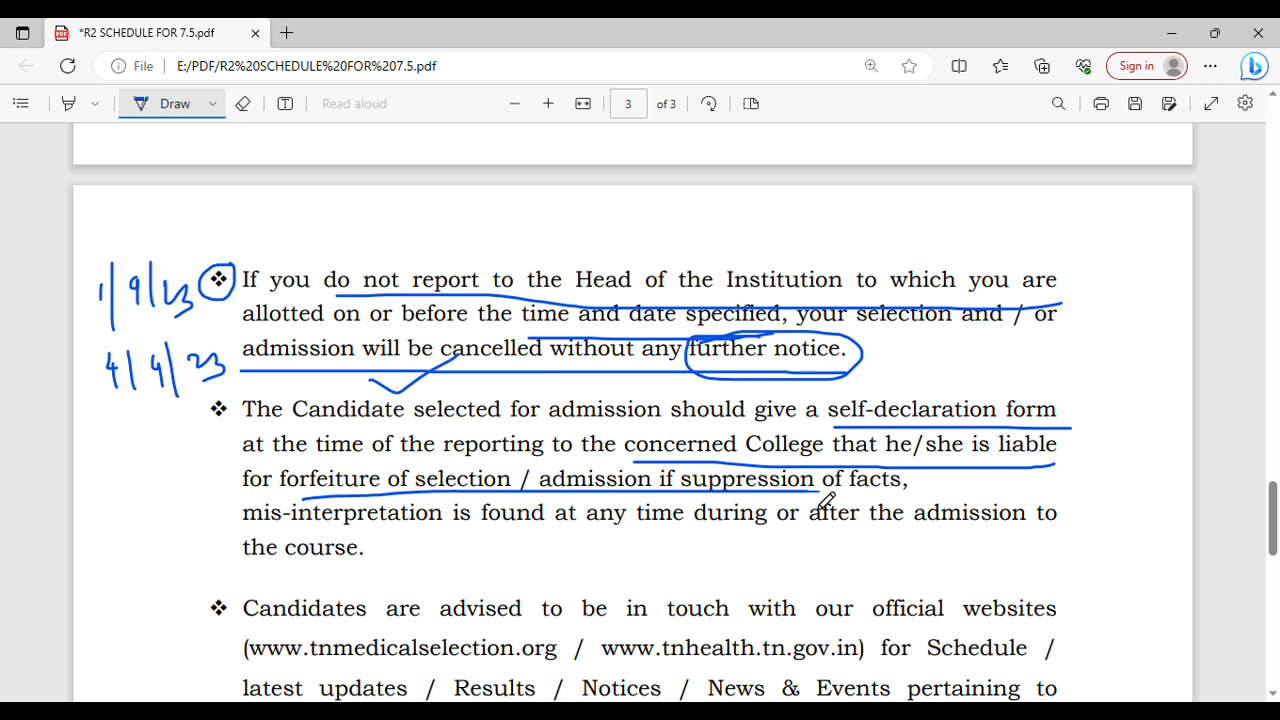 *R2 SCHEDULE FOR 7.5.pdf
File E:/PDF/R2%20SCHEDULE%20FOR%207.5.pdf Sign in
Draw Read aloud 3 of 3
1/9/23
4/9/23
❖ If you do not report to the Head of the Institution to which you are
allotted on or before the time and date specified, your selection and / or
admission will be cancelled without any further notice.
❖ The Candidate selected for admission should give a self-declaration form
at the time of the reporting to the concerned College that he/she is liable
for forfeiture of selection / admission if suppression of facts,
mis-interpretation is found at any time during or after the admission to
the course.
❖ Candidates are advised to be in touch with our official websites
(www.tnmedicalselection.org / www.tnhealth.tn.gov.in) for Schedule /
latest updates / Results / Notices / News & Events pertaining to